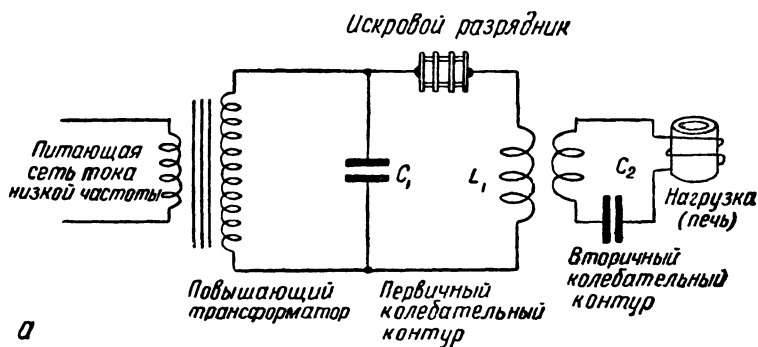 Искровой разрядник
Питающая
сеть тока
низкой частоты
C₁
L₁
C₂
Нагрузка
(печь)
Повышающий
трансформатор
Первичный
колебательный
контур
Вторичный
колебательный
контур
а